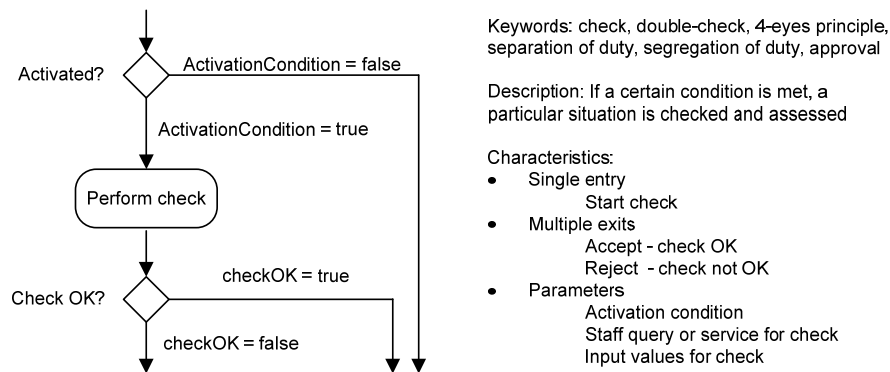 Activated?
ActivationCondition = false
ActivationCondition = true
Perform check
checkOK = true
Check OK?
checkOK = false
Keywords: check, double-check, 4-eyes principle,
separation of duty, segregation of duty, approval
Description: If a certain condition is met, a
particular situation is checked and assessed
Characteristics:
• Single entry
Start check
• Multiple exits
Accept - check OK
Reject - check not OK
• Parameters
Activation condition
Staff query or service for check
Input values for check